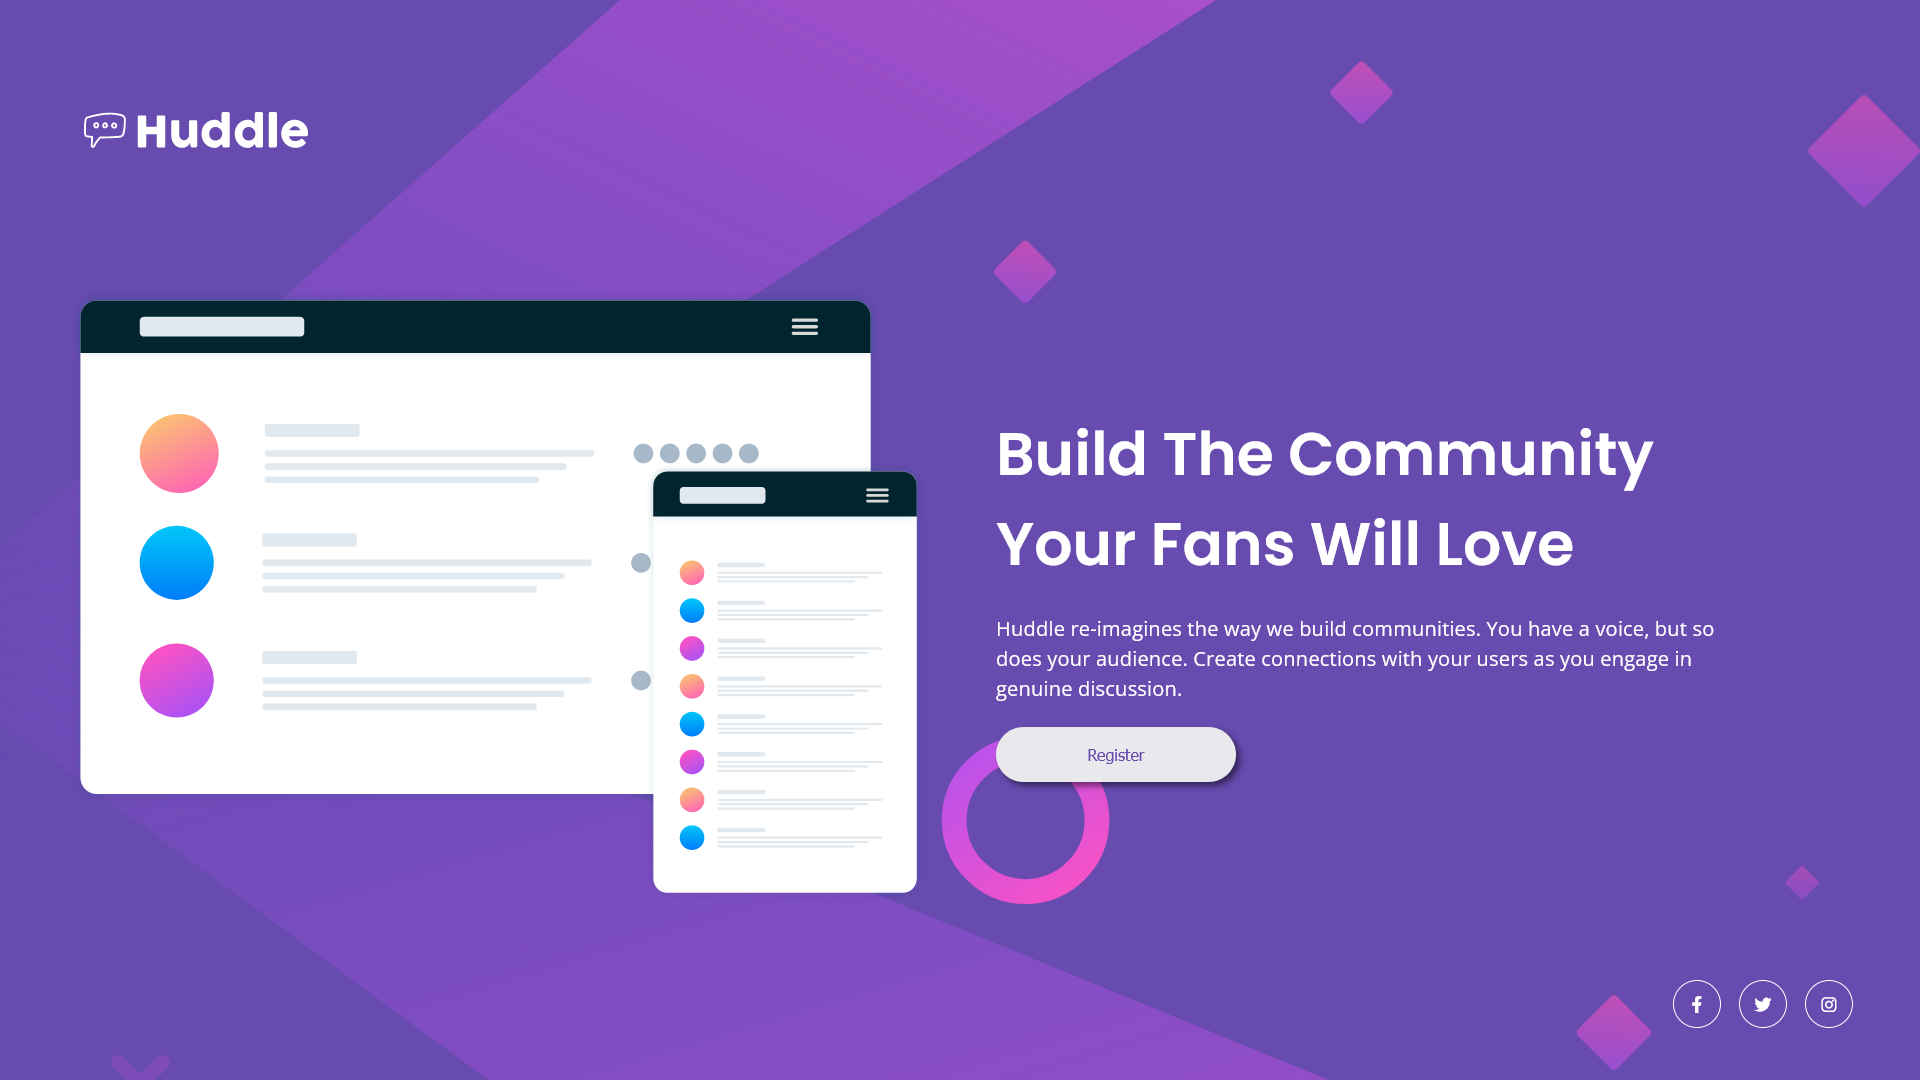 Huddle
Build The Community
Your Fans Will Love
Huddle re-imagines the way we build communities. You have a voice, but so
does your audience. Create connections with your users as you engage in
genuine discussion.
Register